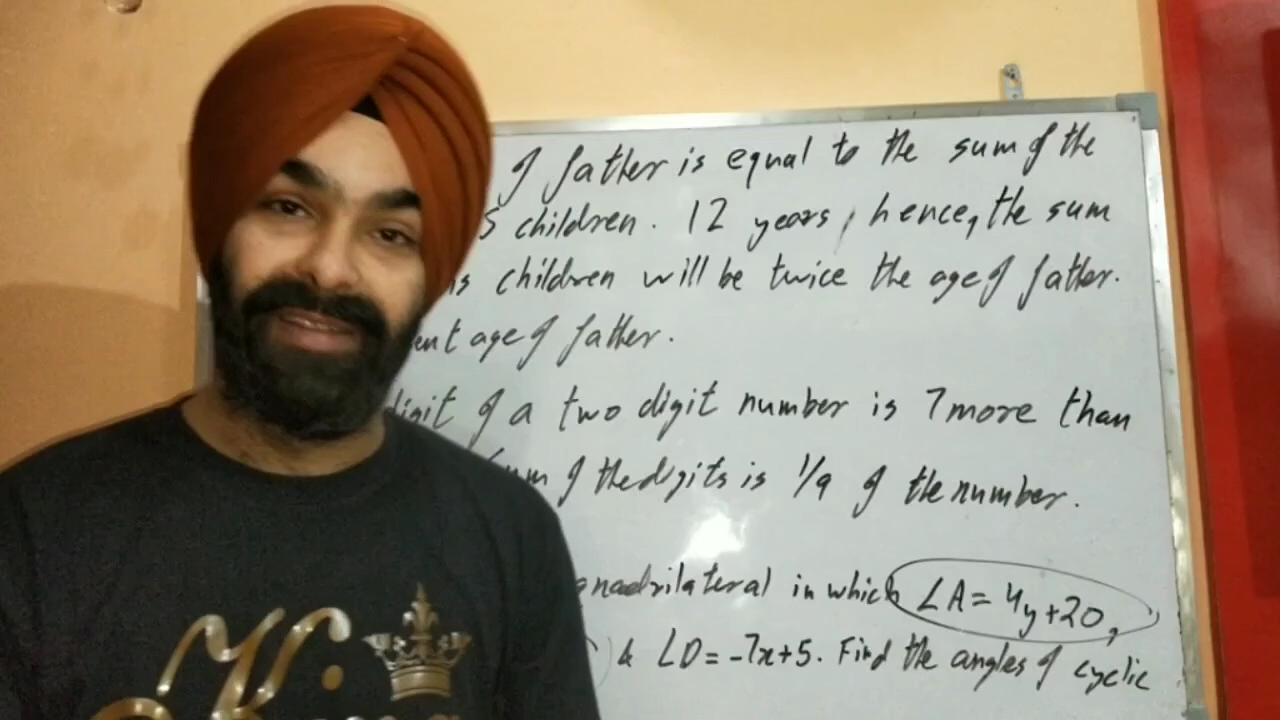 of father is equal to the sum of the
s children. 12 years, hence, the sum
is children will be twice the age of father.
ent age of father.
digit of a two digit number is 7 more than
Sum of the digits is 1/9 of the number.
quadrilateral in which ∠A = 4y+20,
) & ∠D = -7x+5. Find the angles of cyclic